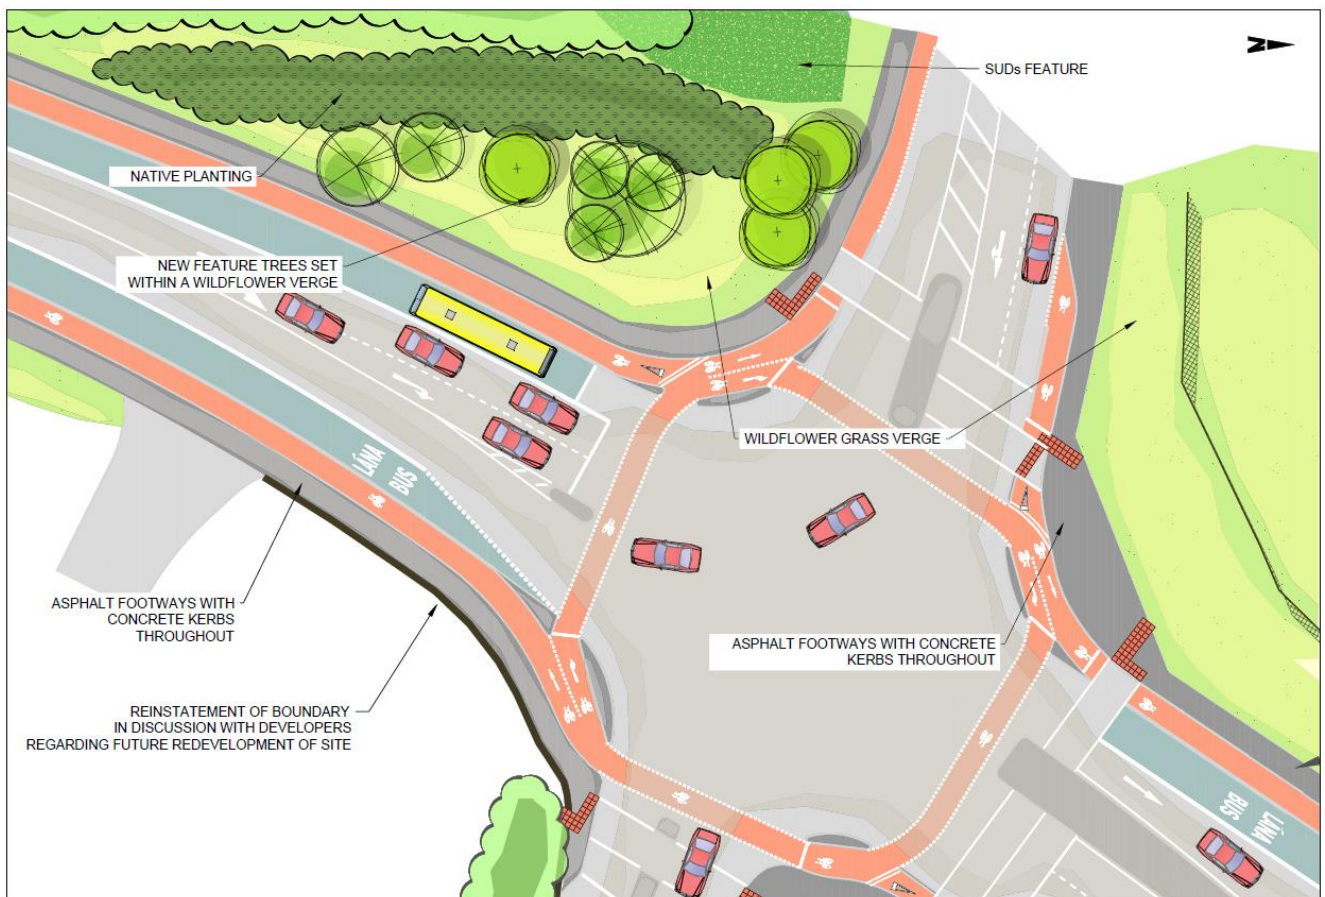 N
SUDs FEATURE
NATIVE PLANTING
NEW FEATURE TREES SET
WITHIN A WILDFLOWER VERGE
WILDFLOWER GRASS VERGE
LÁNA
BUS
ASPHALT FOOTWAYS WITH
CONCRETE KERBS
THROUGHOUT
ASPHALT FOOTWAYS WITH CONCRETE
KERBS THROUGHOUT
REINSTATEMENT OF BOUNDARY
IN DISCUSSION WITH DEVELOPERS
REGARDING FUTURE REDEVELOPMENT OF SITE
LÁNA
BUS